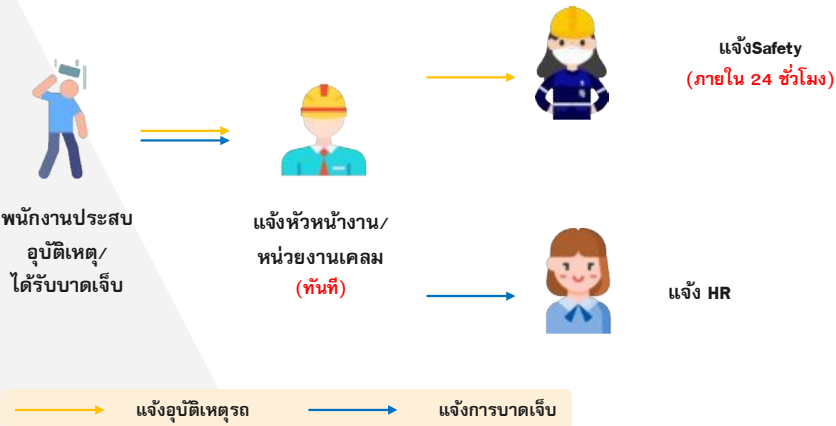 แจ้งSafety
(ภายใน 24 ชั่วโมง)
พนักงานประสบ
อุบัติเหตุ/
ได้รับบาดเจ็บ
แจ้งหัวหน้างาน/
หน่วยงานเคลม
(ทันที)
แจ้ง HR
แจ้งอุบัติเหตุรถ
แจ้งการบาดเจ็บ